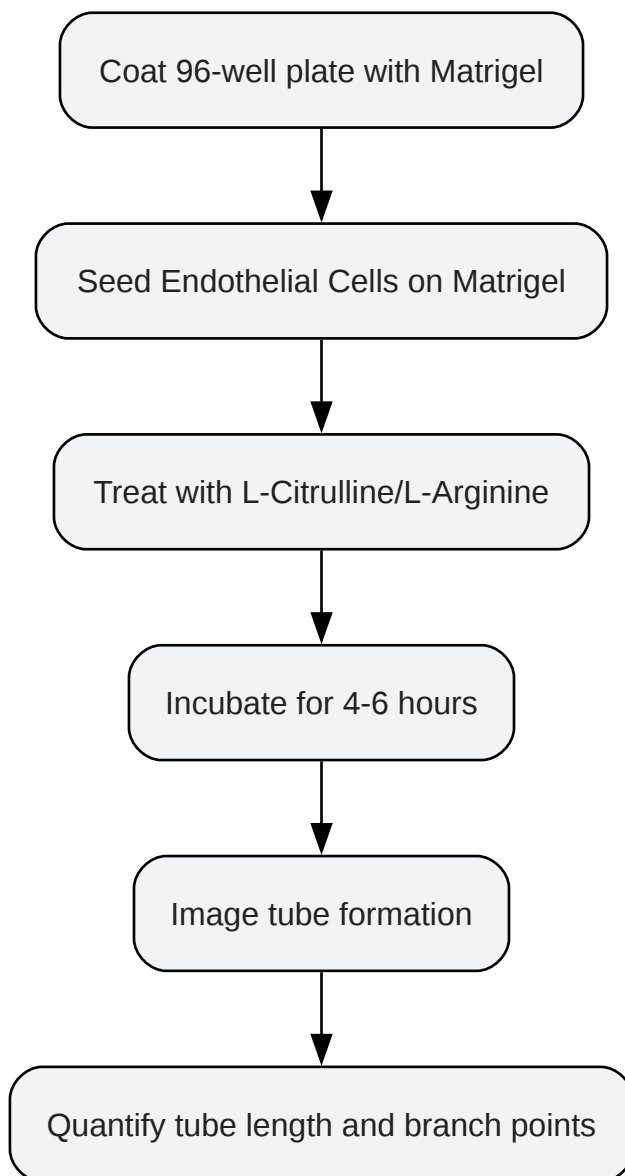 Coat 96-well plate with Matrigel
Seed Endothelial Cells on Matrigel
Treat with L-Citrulline/L-Arginine
Incubate for 4-6 hours
Image tube formation
Quantify tube length and branch points